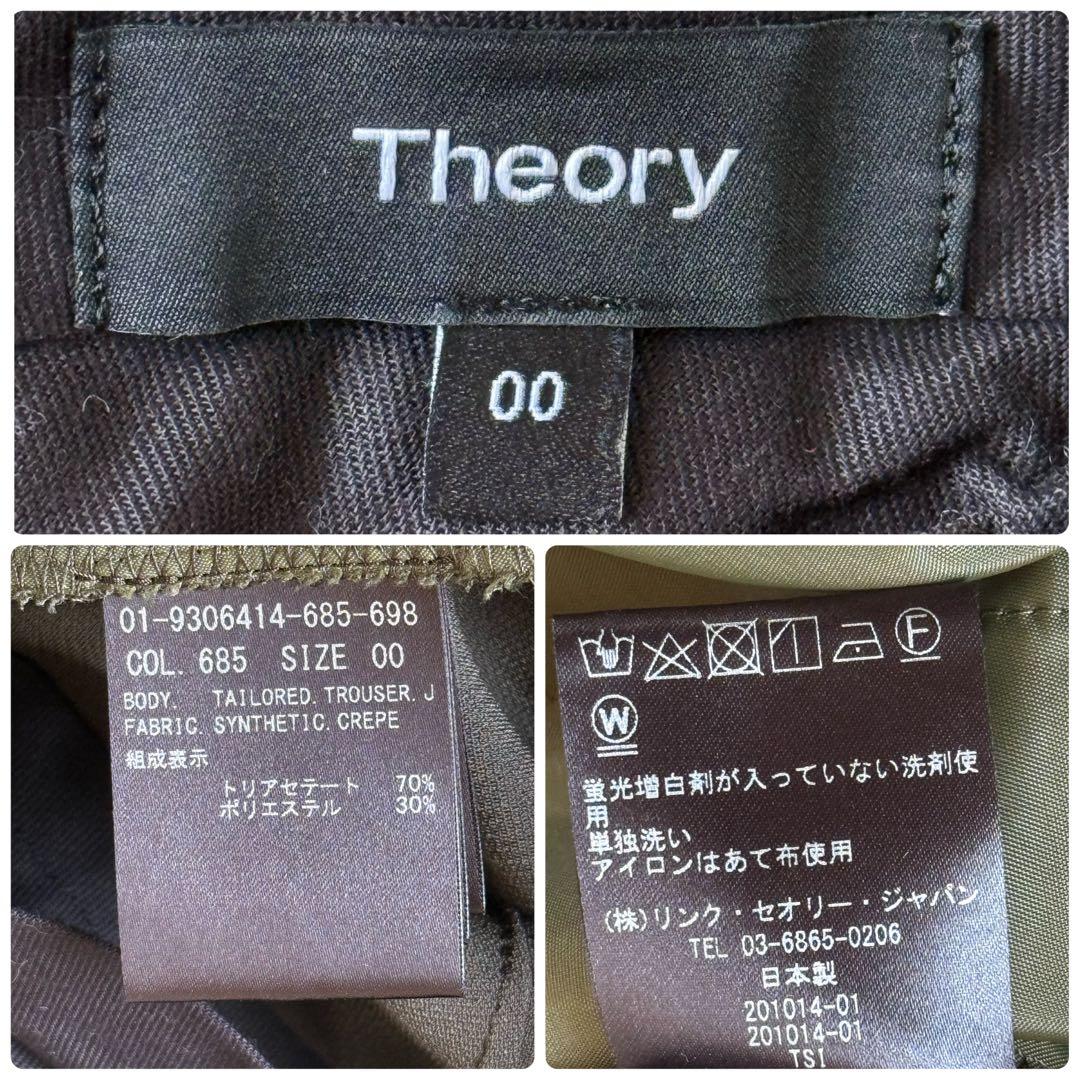 Theory
00
01-9306414-685-698
COL. 685 SIZE 00
BODY. TAILORED.TROUSER.J
FABRIC.SYNTHETIC.CREPE
組成表示
トリアセテート 70%
ポリエステル 30%
F
W
蛍光増白剤が入っていない洗剤使
用
単独洗い
アイロンはあて布使用
(株)リンク・セオリー・ジャパン
TEL 03-6865-0206
日本製
201014-01
201014-01
TSI